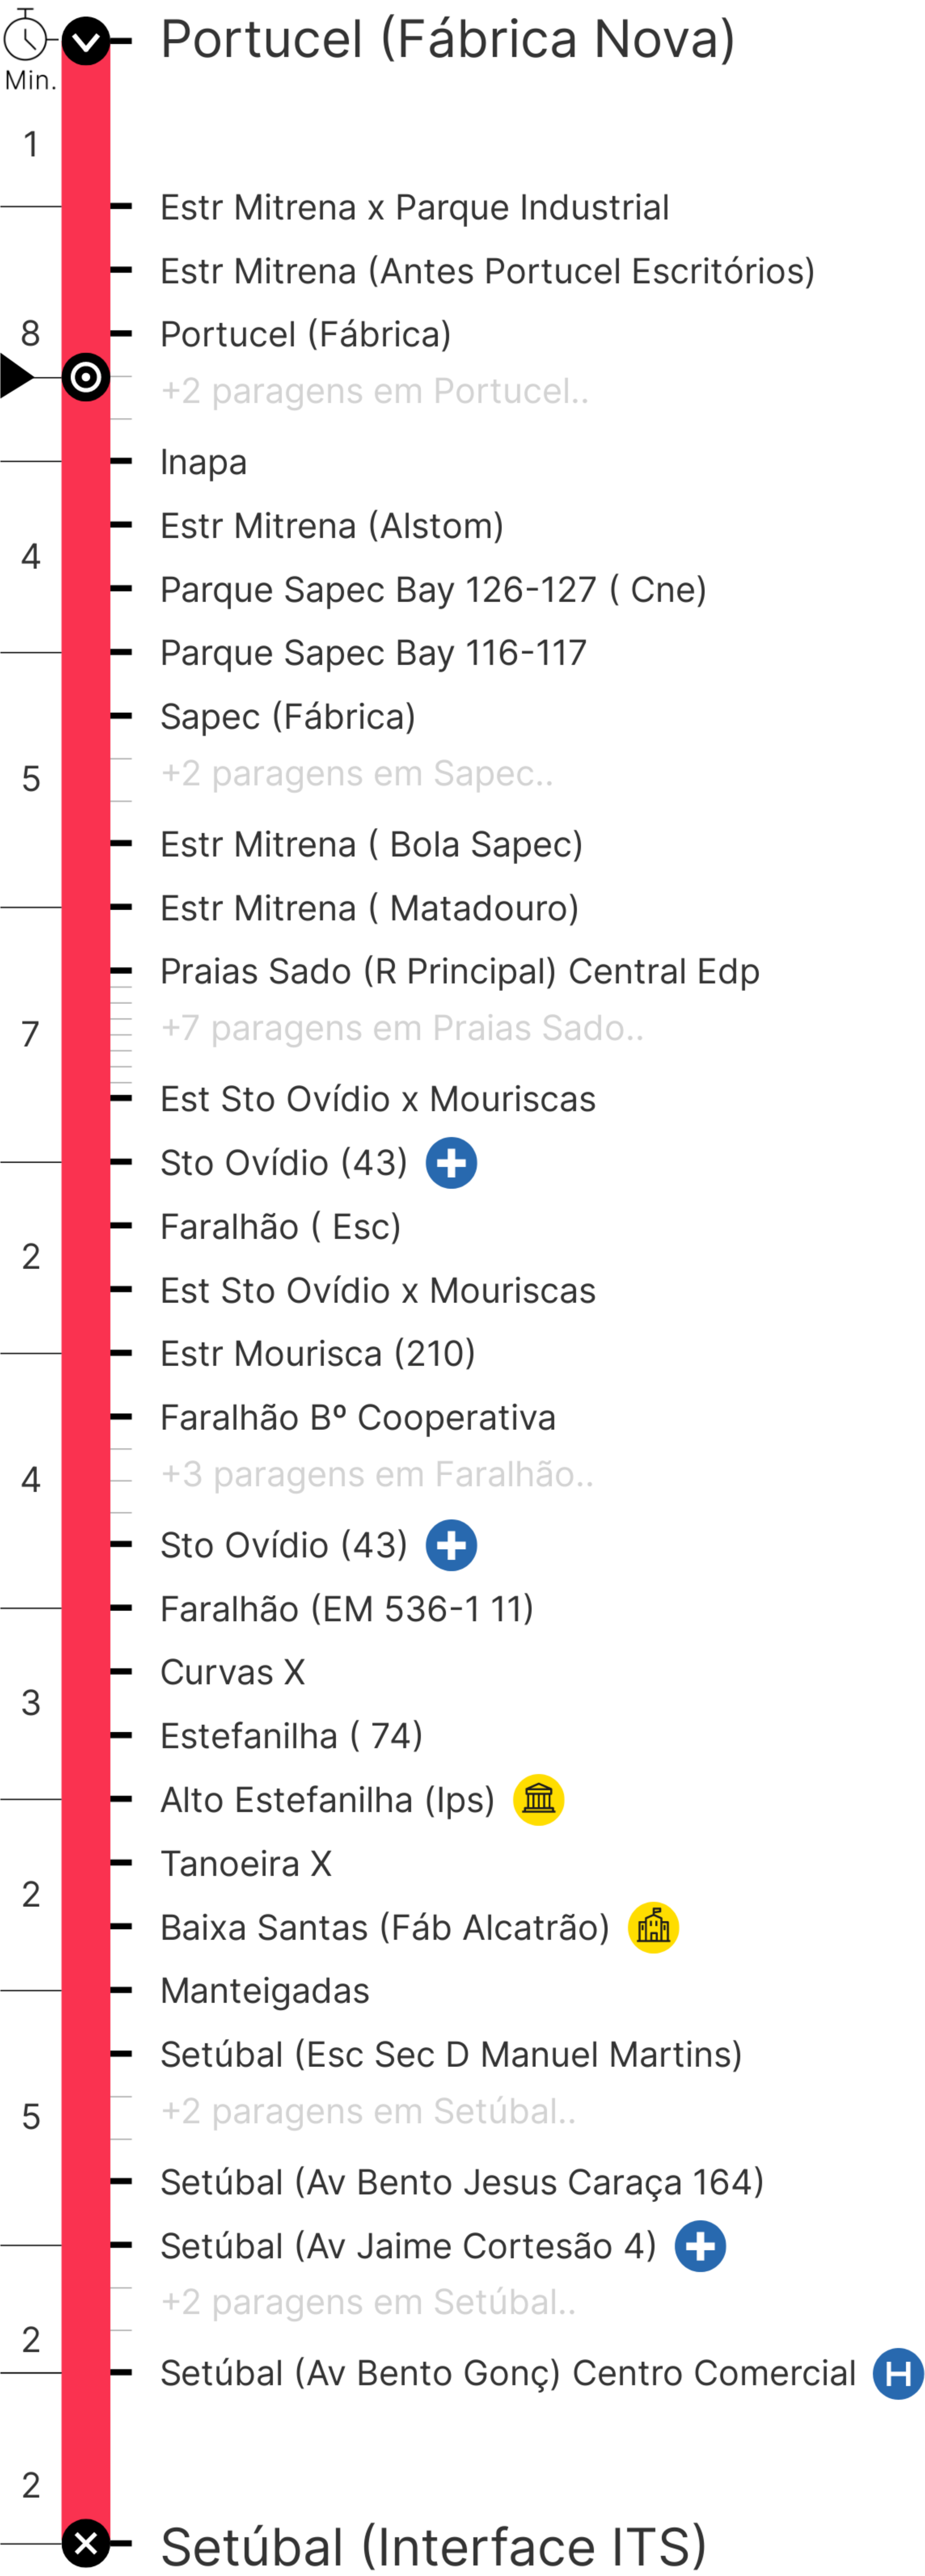 Portucel (Fábrica Nova)
Min.
1
Estr Mitrena x Parque Industrial
Estr Mitrena (Antes Portucel Escritórios)
8
Portucel (Fábrica)
+2 paragens em Portucel..
Inapa
Estr Mitrena (Alstom)
4
Parque Sapec Bay 126-127 ( Cne)
Parque Sapec Bay 116-117
Sapec (Fábrica)
+2 paragens em Sapec..
5
Estr Mitrena ( Bola Sapec)
Estr Mitrena ( Matadouro)
Praias Sado (R Principal) Central Edp
+7 paragens em Praias Sado..
7
Est Sto Ovídio x Mouriscas
Sto Ovídio (43)
Faralhão ( Esc)
2
Est Sto Ovídio x Mouriscas
Estr Mourisca (210)
Faralhão Bº Cooperativa
+3 paragens em Faralhão..
4
Sto Ovídio (43)
Faralhão (EM 536-1 11)
Curvas X
3
Estefanilha ( 74)
Alto Estefanilha (Ips)
Tanoeira X
2
Baixa Santas (Fáb Alcatrão)
Manteigadas
Setúbal (Esc Sec D Manuel Martins)
+2 paragens em Setúbal..
5
Setúbal (Av Bento Jesus Caraça 164)
Setúbal (Av Jaime Cortesão 4)
+2 paragens em Setúbal..
2
Setúbal (Av Bento Gonç) Centro Comercial H
2
Setúbal (Interface ITS)